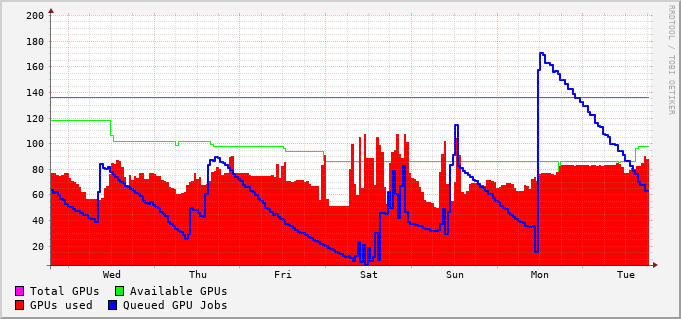 200
180
160
140
120
100
80
60
40
20
Wed Thu Fri Sat Sun Mon Tue
Total GPUs Available GPUs
GPUs used Queued GPU Jobs
RRDTOOL / TOBI OETIKER